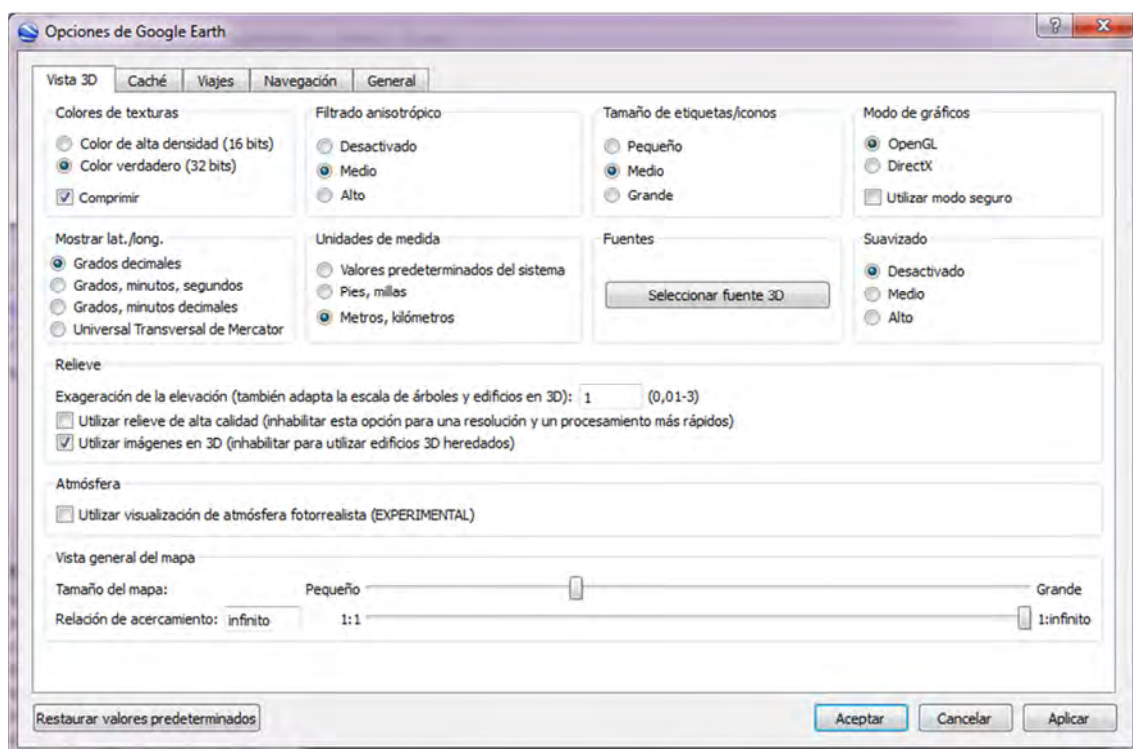 Opciones de Google Earth
Vista 3D Caché Viajes Navegación General
Colores de texturas
Color de alta densidad (16 bits)
Color verdadero (32 bits)
Comprimir
Filtrado anisotrópico
Desactivado
Medio
Alto
Tamaño de etiquetas/iconos
Pequeño
Medio
Grande
Modo de gráficos
OpenGL
DirectX
Utilizar modo seguro
Mostrar lat./long.
Grados decimales
Grados, minutos, segundos
Grados, minutos decimales
Universal Transversal de Mercator
Unidades de medida
Valores predeterminados del sistema
Pies, millas
Metros, kilómetros
Fuentes
Seleccionar fuente 3D
Suavizado
Desactivado
Medio
Alto
Relieve
Exageración de la elevación (también adapta la escala de árboles y edificios en 3D): 1 (0,01-3)
Utilizar relieve de alta calidad (inhabilitar esta opción para una resolución y un procesamiento más rápidos)
Utilizar imágenes en 3D (inhabilitar para utilizar edificios 3D heredados)
Atmósfera
Utilizar visualización de atmósfera fotorrealista (EXPERIMENTAL)
Vista general del mapa
Tamaño del mapa: Pequeño Grande
Relación de acercamiento: infinito 1:1 1:infinito
Restaurar valores predeterminados Aceptar Cancelar Aplicar